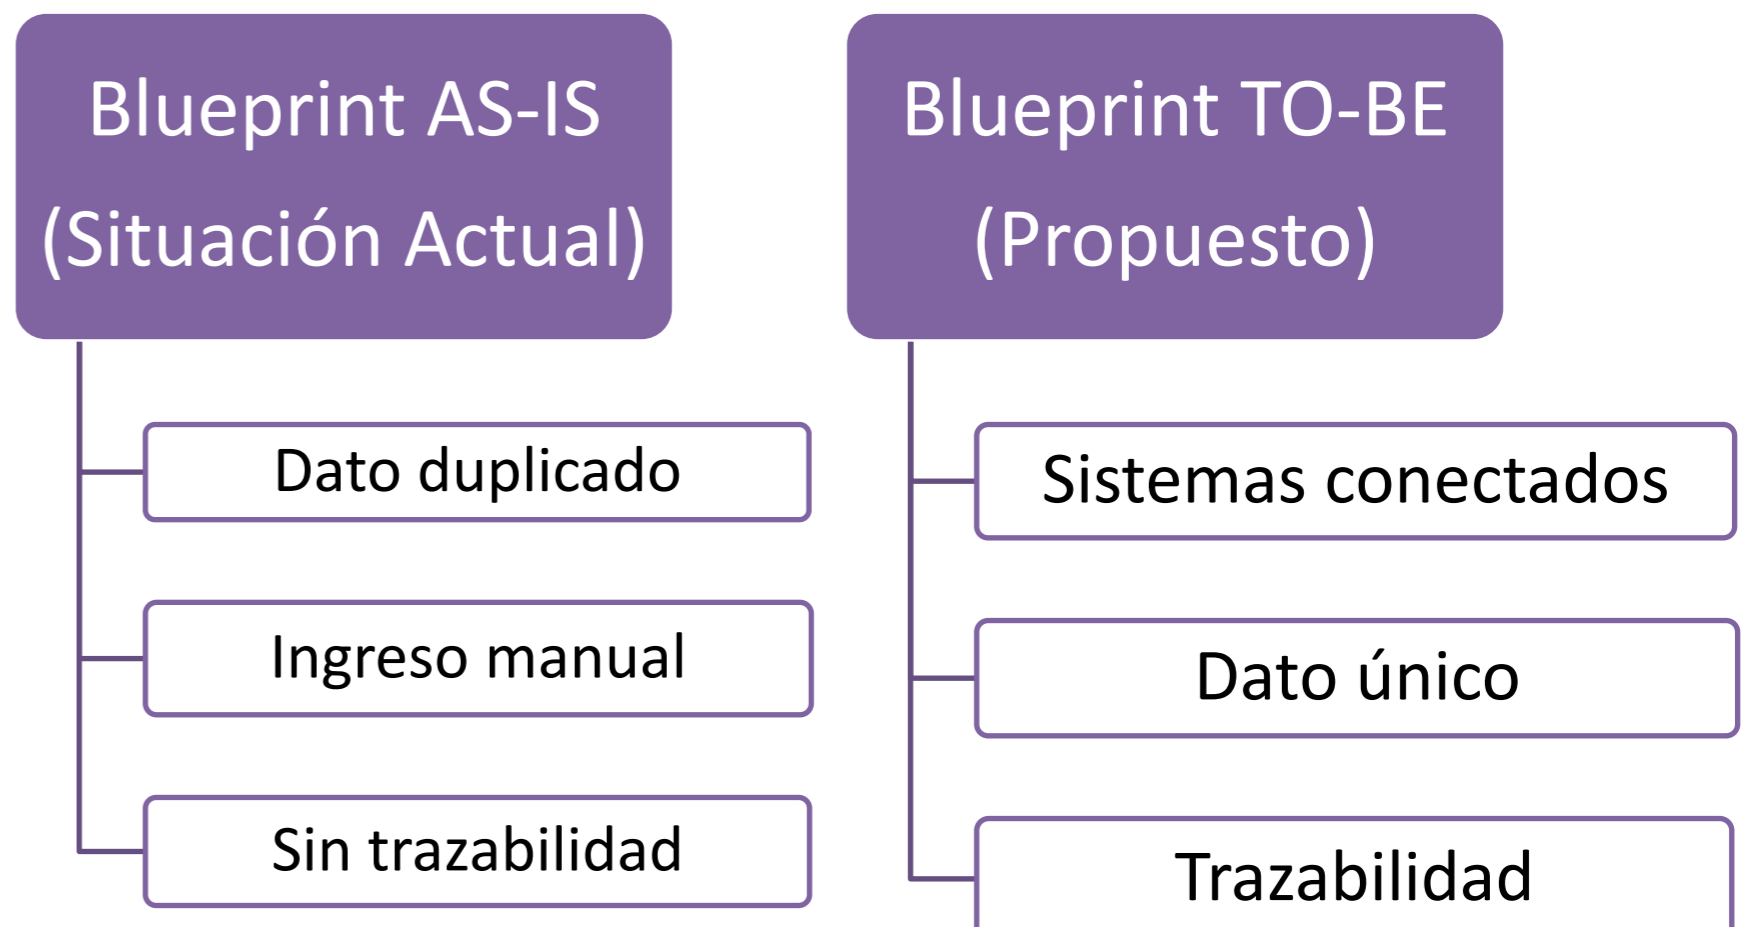 Blueprint AS-IS
(Situación Actual)
Dato duplicado
Ingreso manual
Sin trazabilidad
Blueprint TO-BE
(Propuesto)
Sistemas conectados
Dato único
Trazabilidad